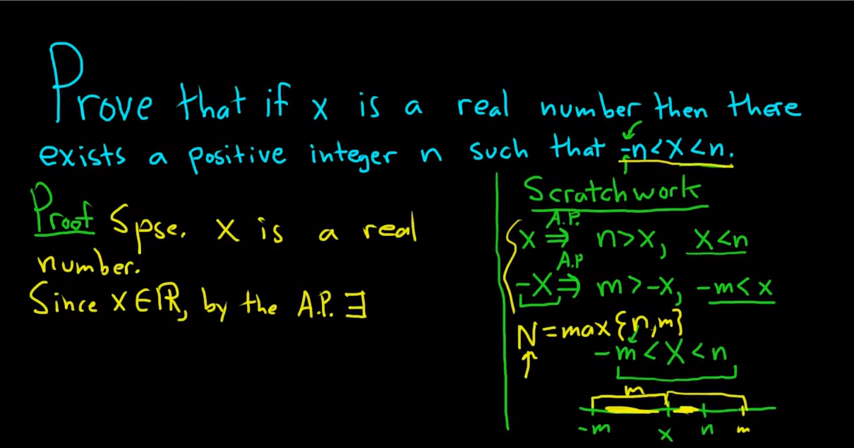 Prove that if x is a real number then there
exists a positive integer n such that -n<x<n.
Proof Spse. x is a real
number.
Since x∈ℝ, by the A.P. ∃
Scratchwork
A.P.
x ⇒ n>x, x<n
A.P
-x ⇒ m>-x, -m<x
N = max{n,m}
-m<x<n
m
-m x n m